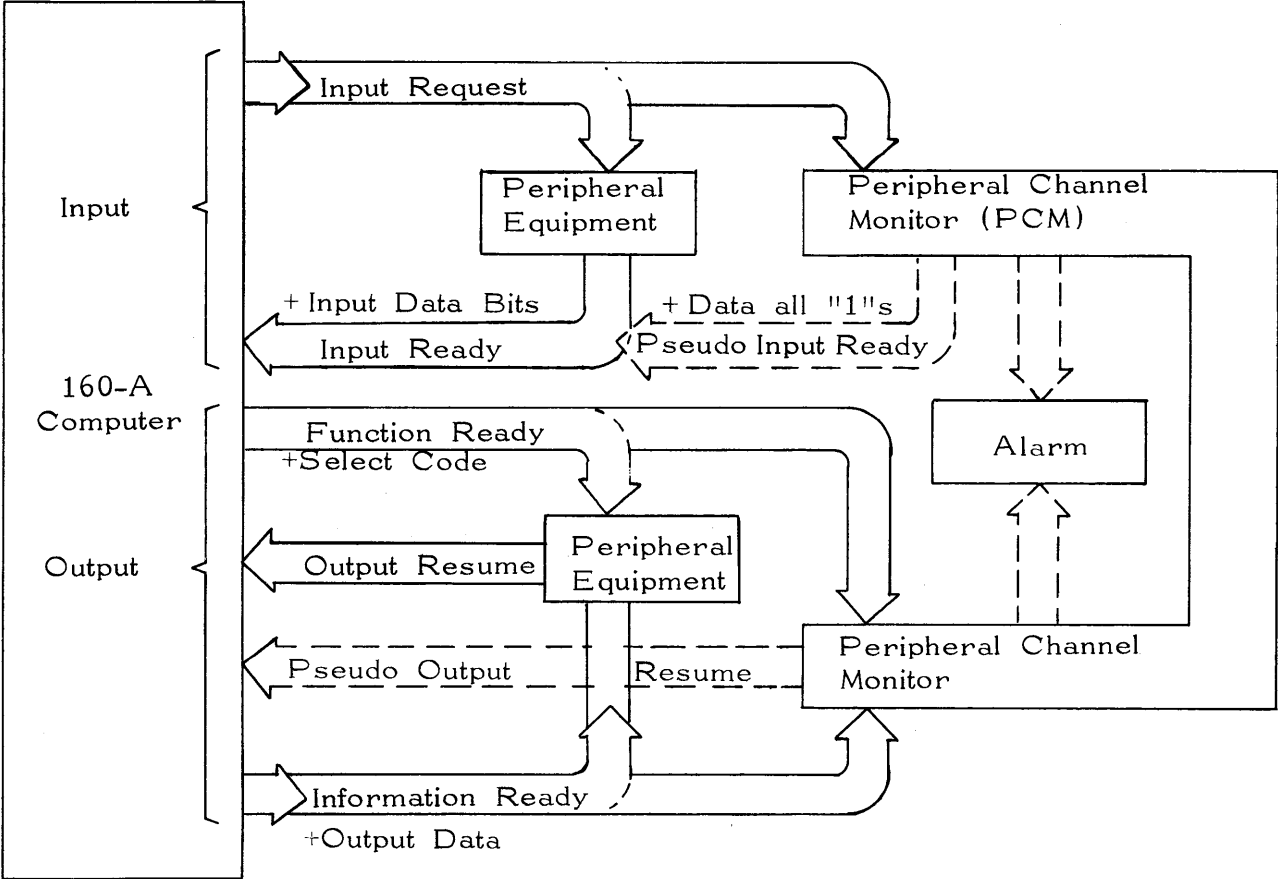 Input Request
Peripheral
Equipment
Peripheral Channel
Monitor (PCM)
Input
+ Input Data Bits
Input Ready
+ Data all "1"s
Pseudo Input Ready
160-A
Computer
Function Ready
+Select Code
Alarm
Output
Output Resume
Peripheral
Equipment
Pseudo Output Resume
Peripheral Channel
Monitor
Information Ready
+Output Data